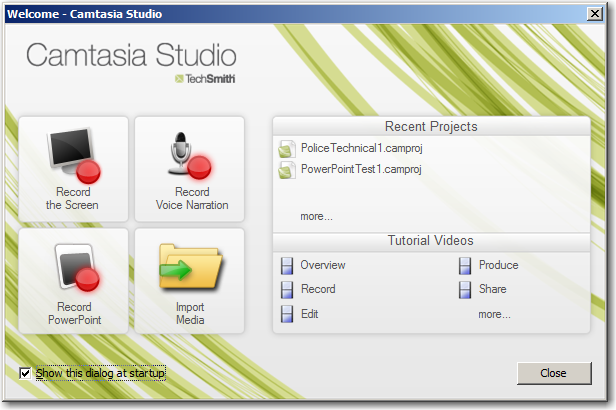 Welcome - Camtasia Studio
Camtasia Studio
TechSmith
Record
the Screen
Record
Voice Narration
Record
PowerPoint
Import
Media
Recent Projects
PoliceTechnical1.camproj
PowerPointTest1.camproj
more...
Tutorial Videos
Overview
Produce
Record
Share
Edit
more...
Show this dialog at startup
Close